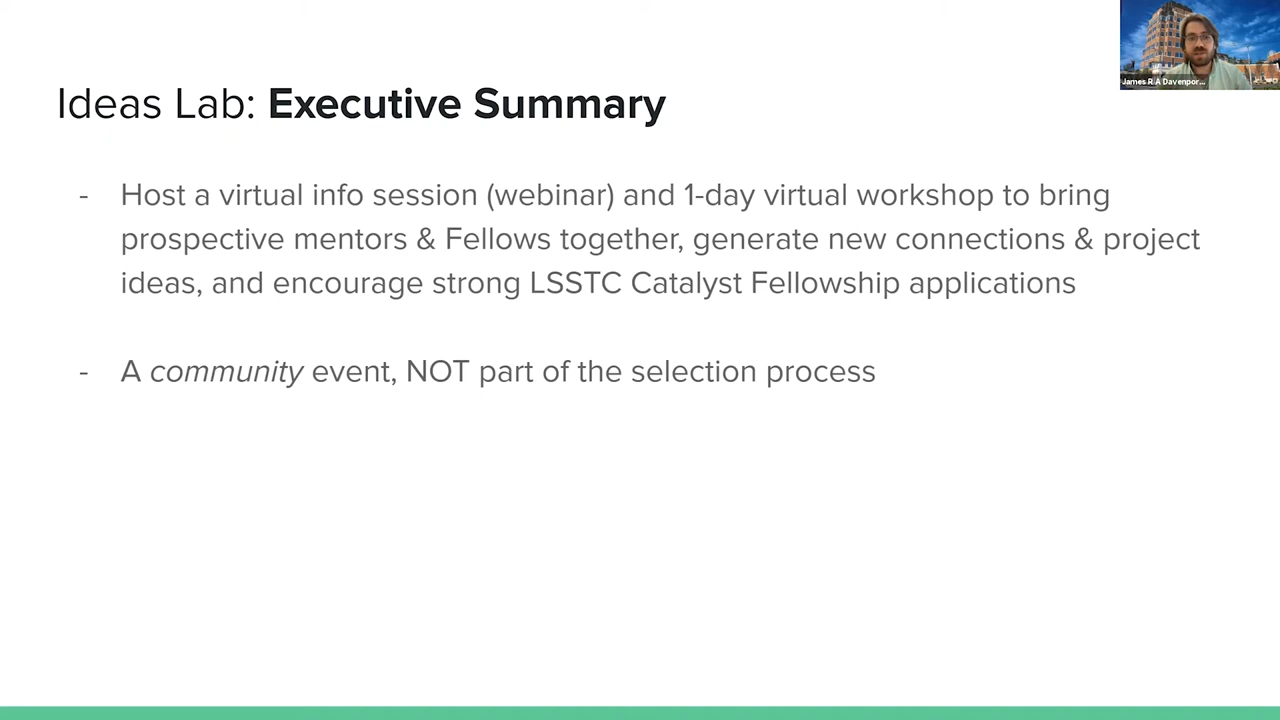 James R A Davenpor...
Ideas Lab: Executive Summary
- Host a virtual info session (webinar) and 1-day virtual workshop to bring
prospective mentors & Fellows together, generate new connections & project
ideas, and encourage strong LSSTC Catalyst Fellowship applications
- A community event, NOT part of the selection process